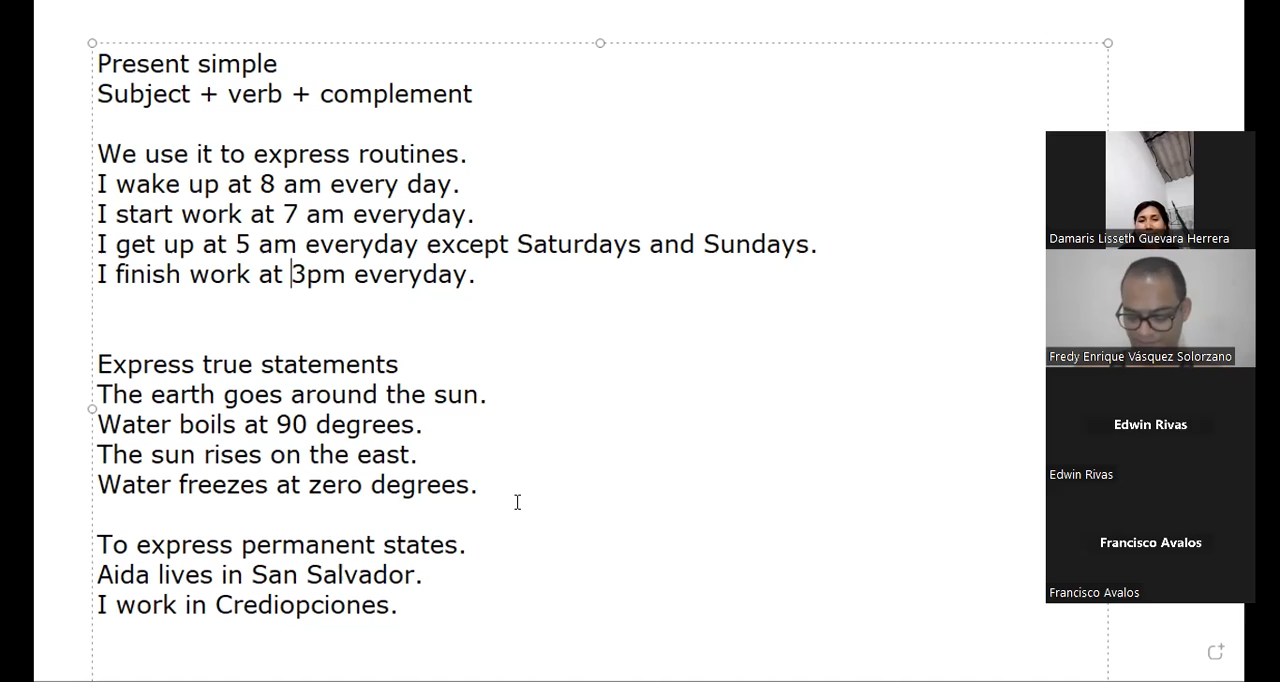 Present simple
Subject + verb + complement
We use it to express routines.
I wake up at 8 am every day.
I start work at 7 am everyday.
I get up at 5 am everyday except Saturdays and Sundays.
I finish work at 3pm everyday.
Express true statements
The earth goes around the sun.
Water boils at 90 degrees.
The sun rises on the east.
Water freezes at zero degrees.
To express permanent states.
Aida lives in San Salvador.
I work in Crediopciones.
Damaris Lisseth Guevara Herrera
Fredy Enrique Vásquez Solorzano
Edwin Rivas
Edwin Rivas
Francisco Avalos
Francisco Avalos